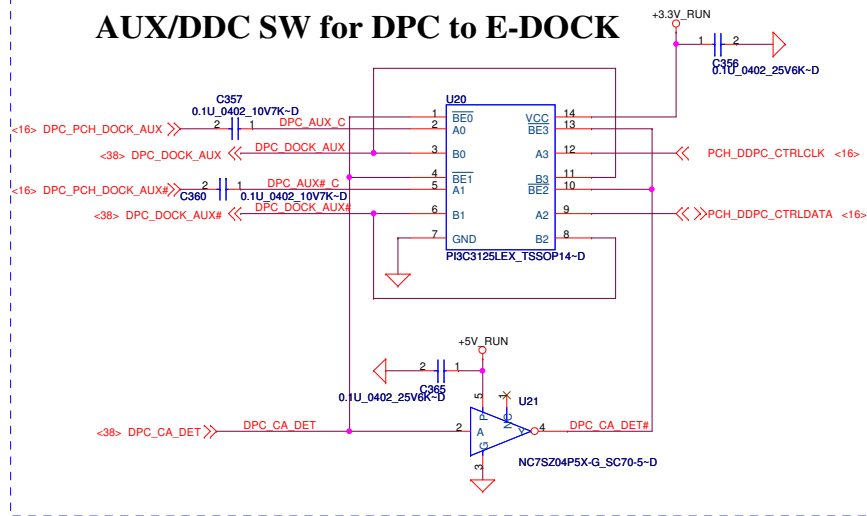 AUX/DDC SW for DPC to E-DOCK
+3.3V_RUN
1 2
C356
0.1U_0402_25V6K~D
C357
0.1U_0402_10V7K~D
U20
<16> DPC_PCH_DOCK_AUX 2 1 DPC_AUX_C
1 BE0 VCC 14
2 A0 BE3 13
<38> DPC_DOCK_AUX DPC_DOCK_AUX 3 B0 A3 12 PCH_DDPC_CTRLCLK <16>
4 BE1 B3 11
<16> DPC_PCH_DOCK_AUX# 2 1 DPC_AUX#_C 5 A1 BE2 10
C360 0.1U_0402_10V7K~D
<38> DPC_DOCK_AUX# DPC_DOCK_AUX# 6 B1 A2 9 PCH_DDPC_CTRLDATA <16>
7 GND B2 8
PI3C3125LEX_TSSOP14~D
+5V_RUN
2 1
C365
0.1U_0402_25V6K~D
5 1 U21
P NC
<38> DPC_CA_DET DPC_CA_DET 2 A Y 4 DPC_CA_DET#
G
3
NC7SZ04P5X-G_SC70-5~D